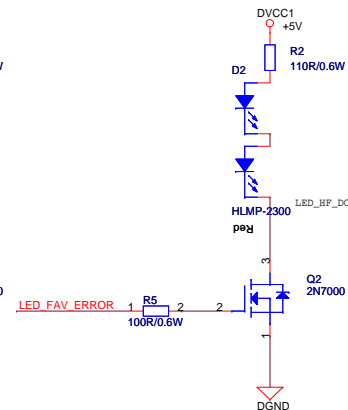 DVCC1
+5V
R2
110R/0.6W
D2
HLMP-2300
LED_HF_DO
Red
3
Q2
2N7000
LED_FAV_ERROR
1
R5
2
2
100R/0.6W
1
DGND